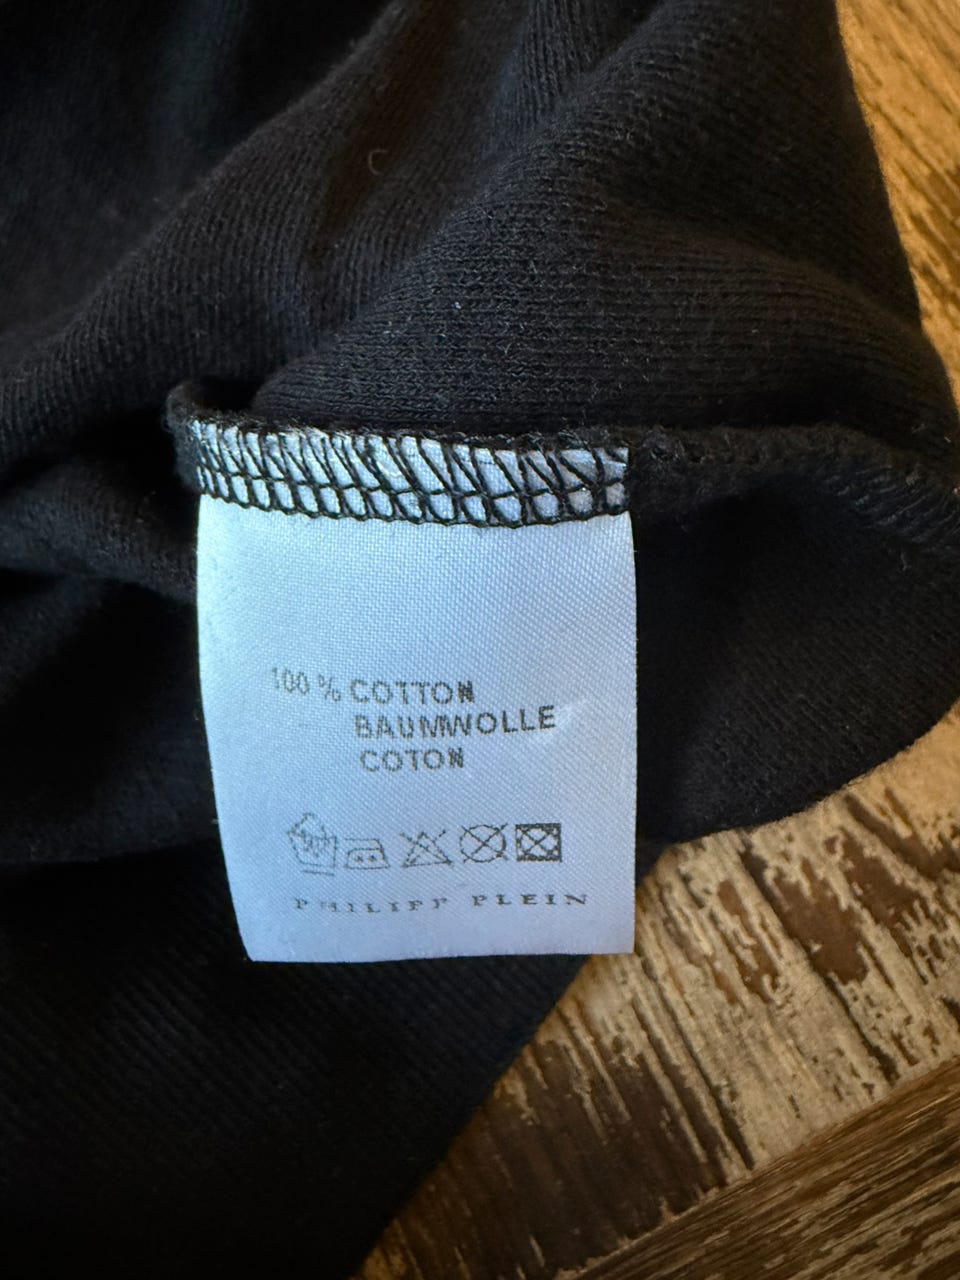 100 % COTTON
BAUMWOLLE
COTON
PHILIPP PLEIN